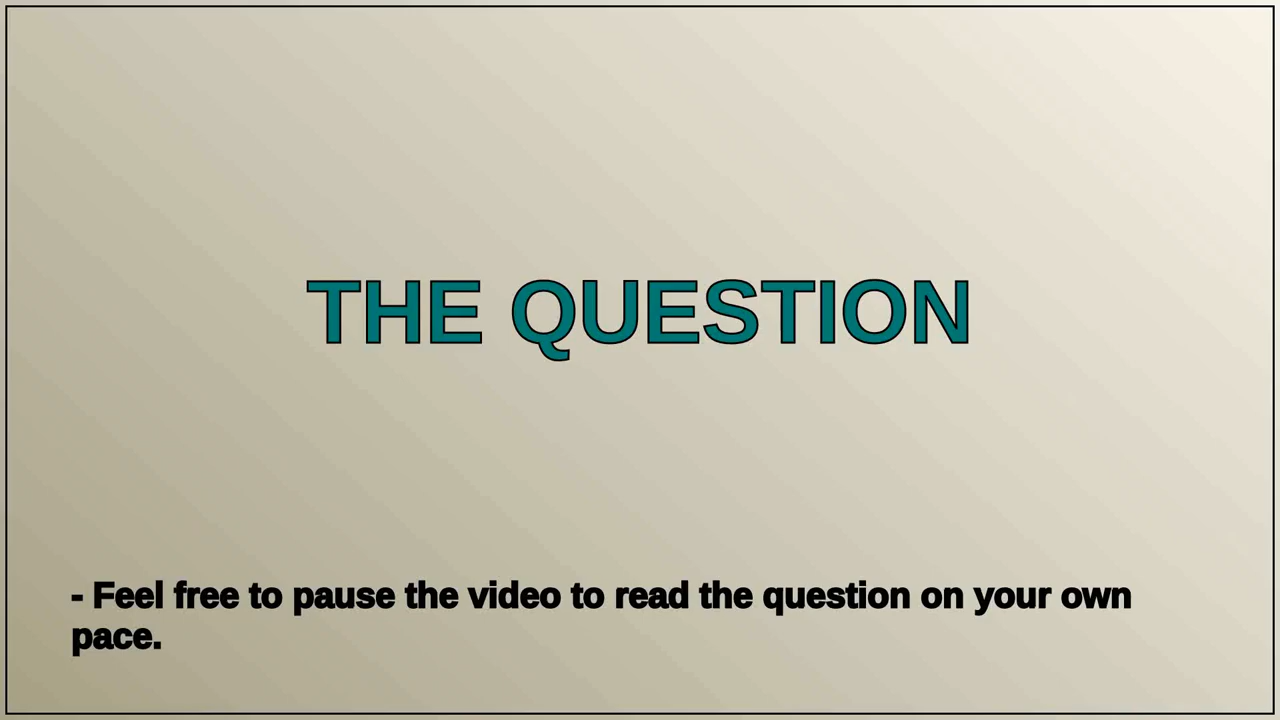 THE QUESTION
- Feel free to pause the video to read the question on your own
pace.